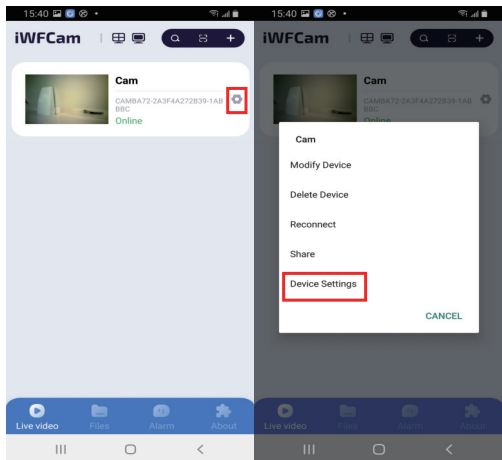 15:40
iWFCam
Cam
CAMBA72-2A3F4A272B39-1AB
BBC
Online
Live video
Files
Alarm
About
15:40
iWFCam
Cam
CAMBA72-2A3F4A272B39-1AB
BBC
Online
Cam
Modify Device
Delete Device
Reconnect
Share
Device Settings
CANCEL
Live video
Files
Alarm
About